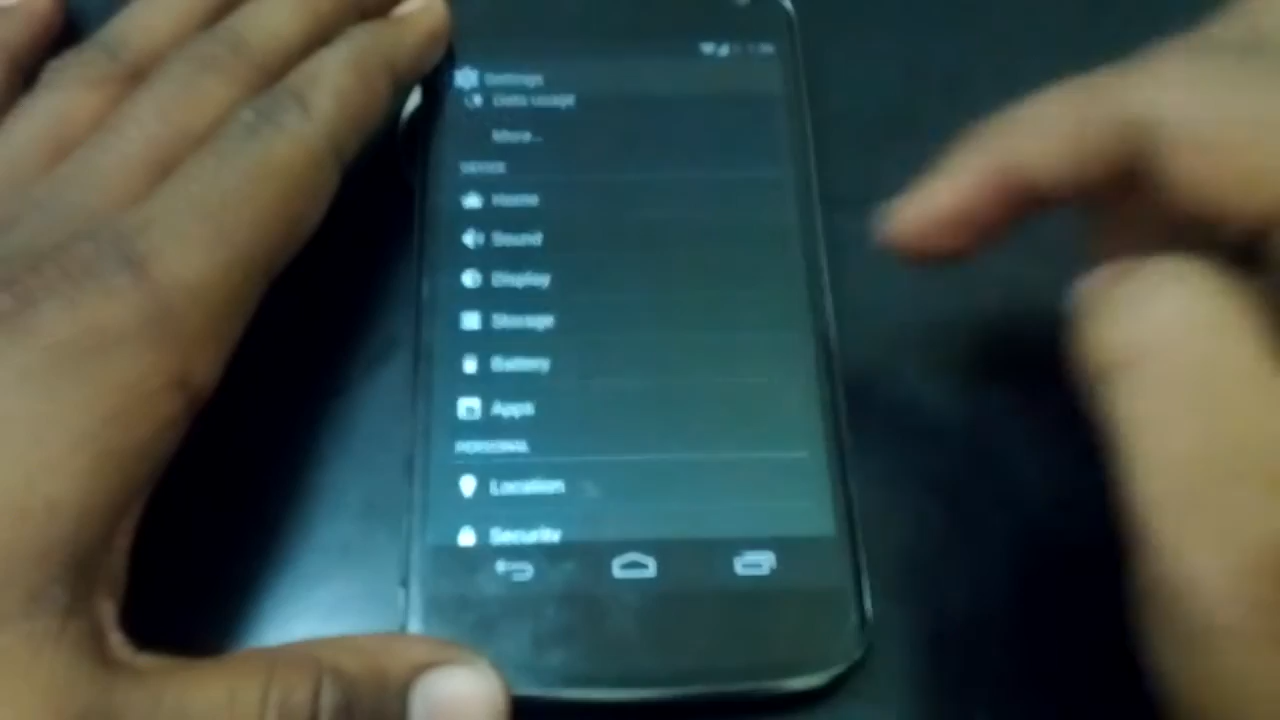 Settings
Data usage
More...
DEVICE
Home
Sound
Display
Storage
Battery
Apps
PERSONAL
Location
Security